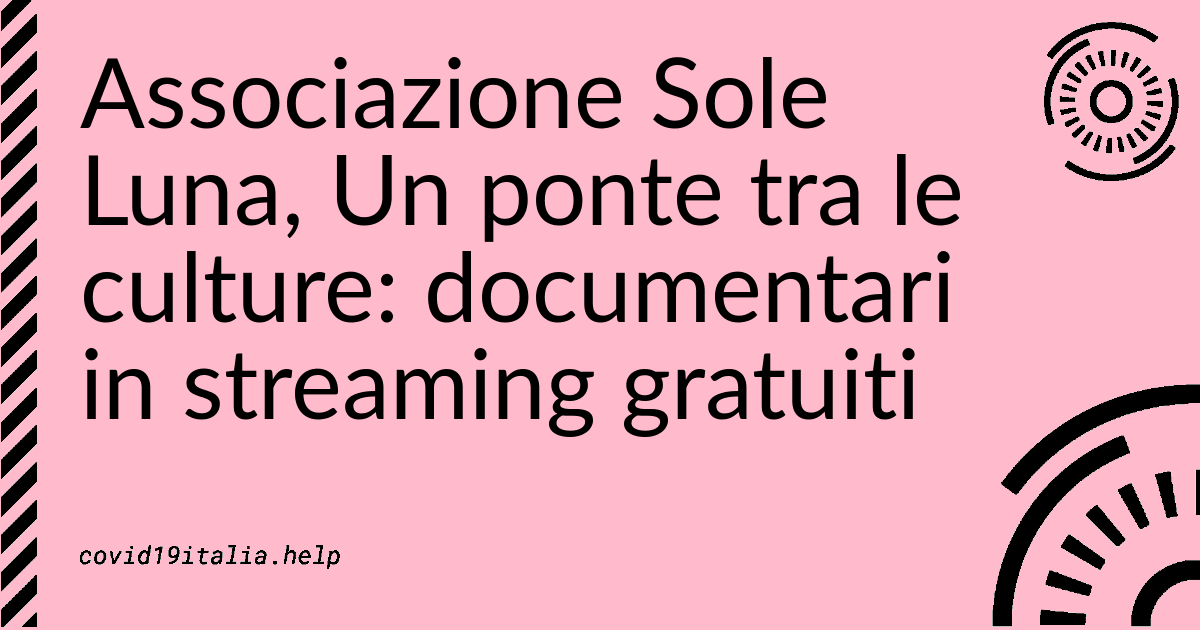 Associazione Sole
Luna, Un ponte tra le
culture: documentari
in streaming gratuiti
covid19italia.help